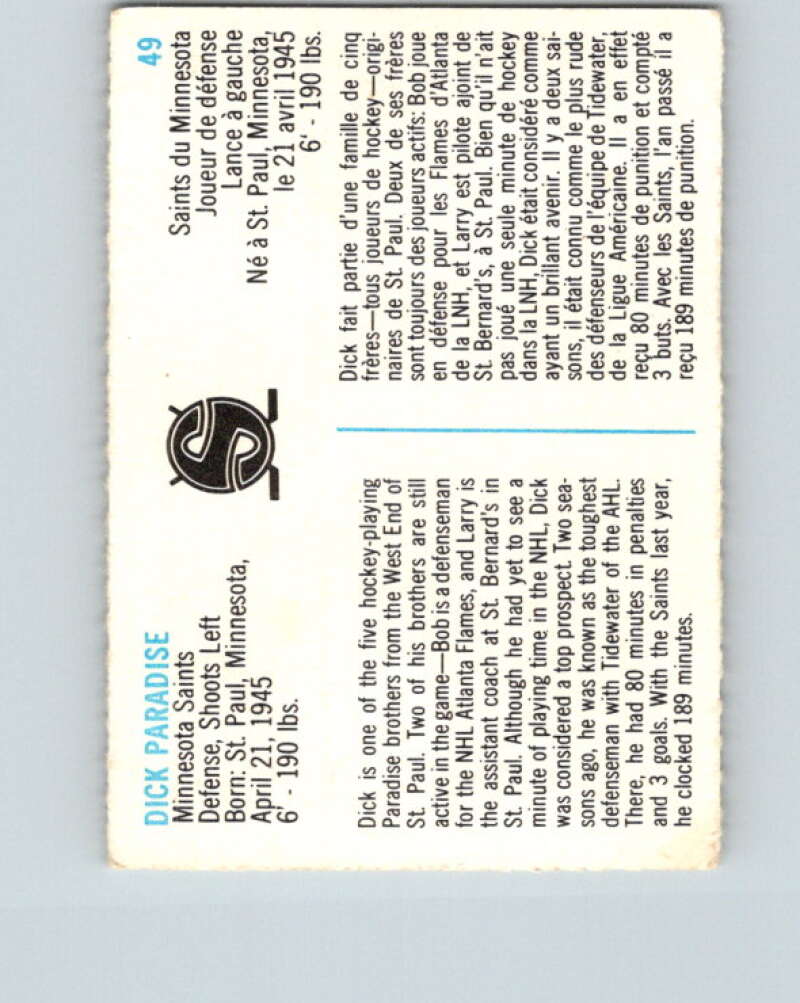 DICK PARADISE
Minnesota Saints
Defense, Shoots Left
Born: St. Paul, Minnesota,
April 21, 1945
6' - 190 lbs.
Dick is one of the five hockey-playing
Paradise brothers from the West End of
St. Paul. Two of his brothers are still
active in the game—Bob is a defenseman
for the NHL Atlanta Flames, and Larry is
the assistant coach at St. Bernard's in
St. Paul. Although he had yet to see a
minute of playing time in the NHL, Dick
was considered a top prospect. Two sea-
sons ago, he was known as the toughest
defenseman with Tidewater of the AHL.
There, he had 80 minutes in penalties
and 3 goals. With the Saints last year,
he clocked 189 minutes.
49
Saints du Minnesota
Joueur de défense
Lance à gauche
Né à St. Paul, Minnesota,
le 21 avril 1945
6' - 190 lbs.
Dick fait partie d'une famille de cinq
frères—tous joueurs de hockey—origi-
naires de St. Paul. Deux de ses frères
sont toujours des joueurs actifs: Bob joue
en défense pour les Flames d'Atlanta
de la LNH, et Larry est pilote ajoint de
St. Bernard's, à St. Paul. Bien qu'il n'ait
pas joué une seule minute de hockey
dans la LNH, Dick était considéré comme
ayant un brillant avenir. Il y a deux sai-
sons, il était connu comme le plus rude
des défenseurs de l'équipe de Tidewater,
de la Ligue Américaine. Il a en effet
reçu 80 minutes de punition et compté
3 buts. Avec les Saints, l'an passé il a
reçu 189 minutes de punition.